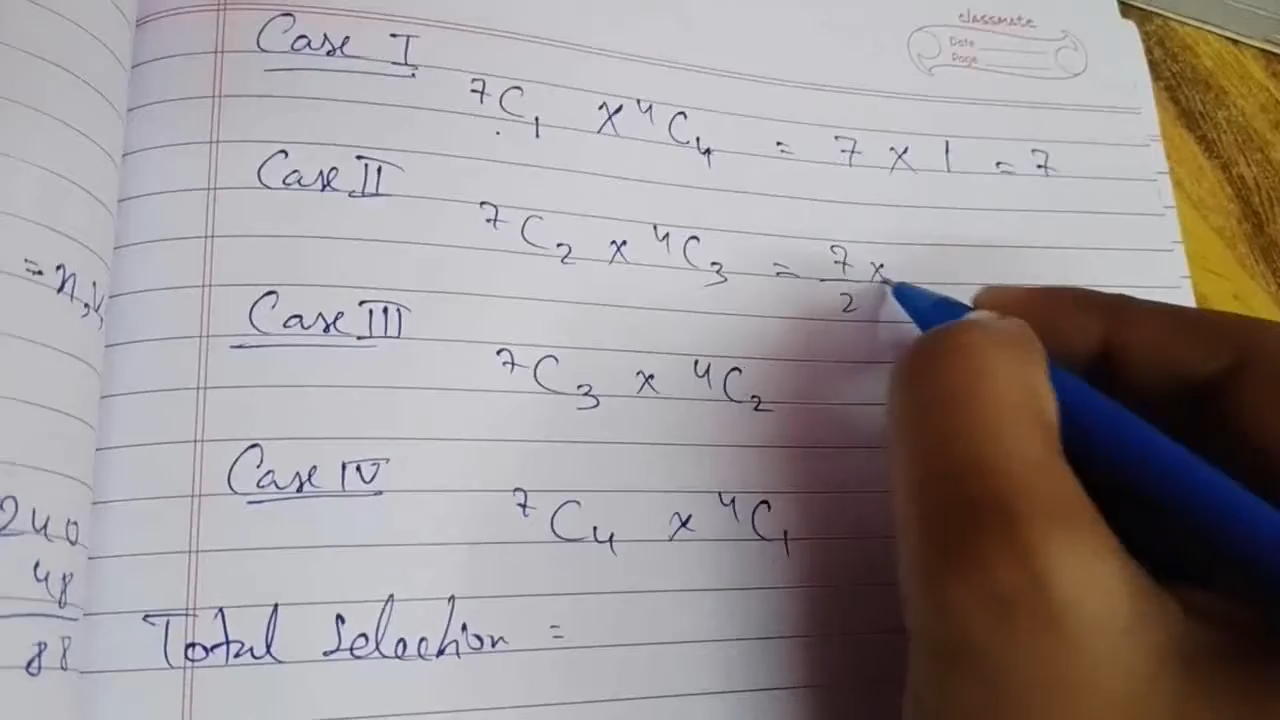 classmate
Date
Page
Case I
⁷C₁ × ⁴C₄ = 7 × 1 = 7
Case II
⁷C₂ × ⁴C₃ = 7 × / 2
Case III
⁷C₃ × ⁴C₂
Case IV
⁷C₄ × ⁴C₁
Total Selection =
240
48
88